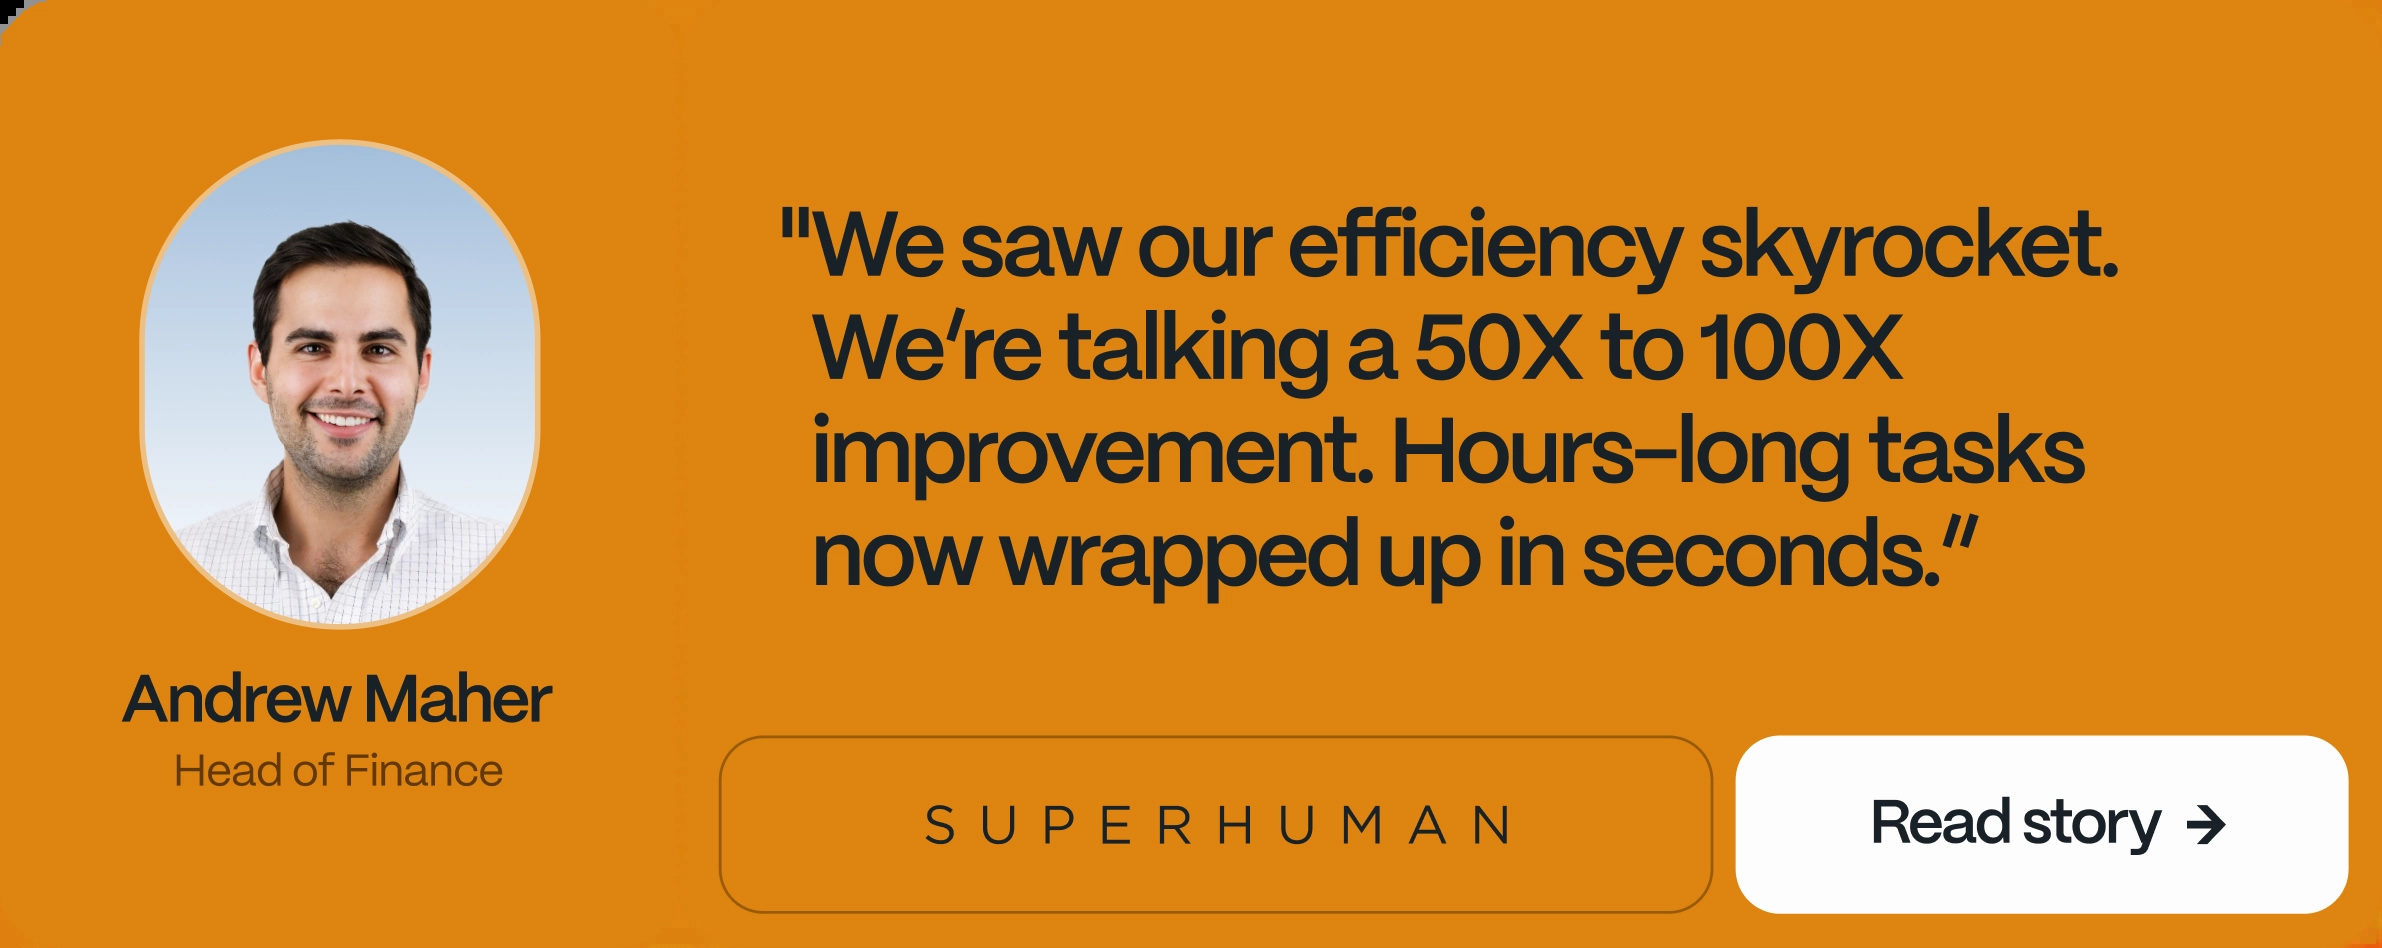 Andrew Maher
Head of Finance
"We saw our efficiency skyrocket.
We’re talking a 50X to 100X
improvement. Hours–long tasks
now wrapped up in seconds.”
SUPERHUMAN
Read story →